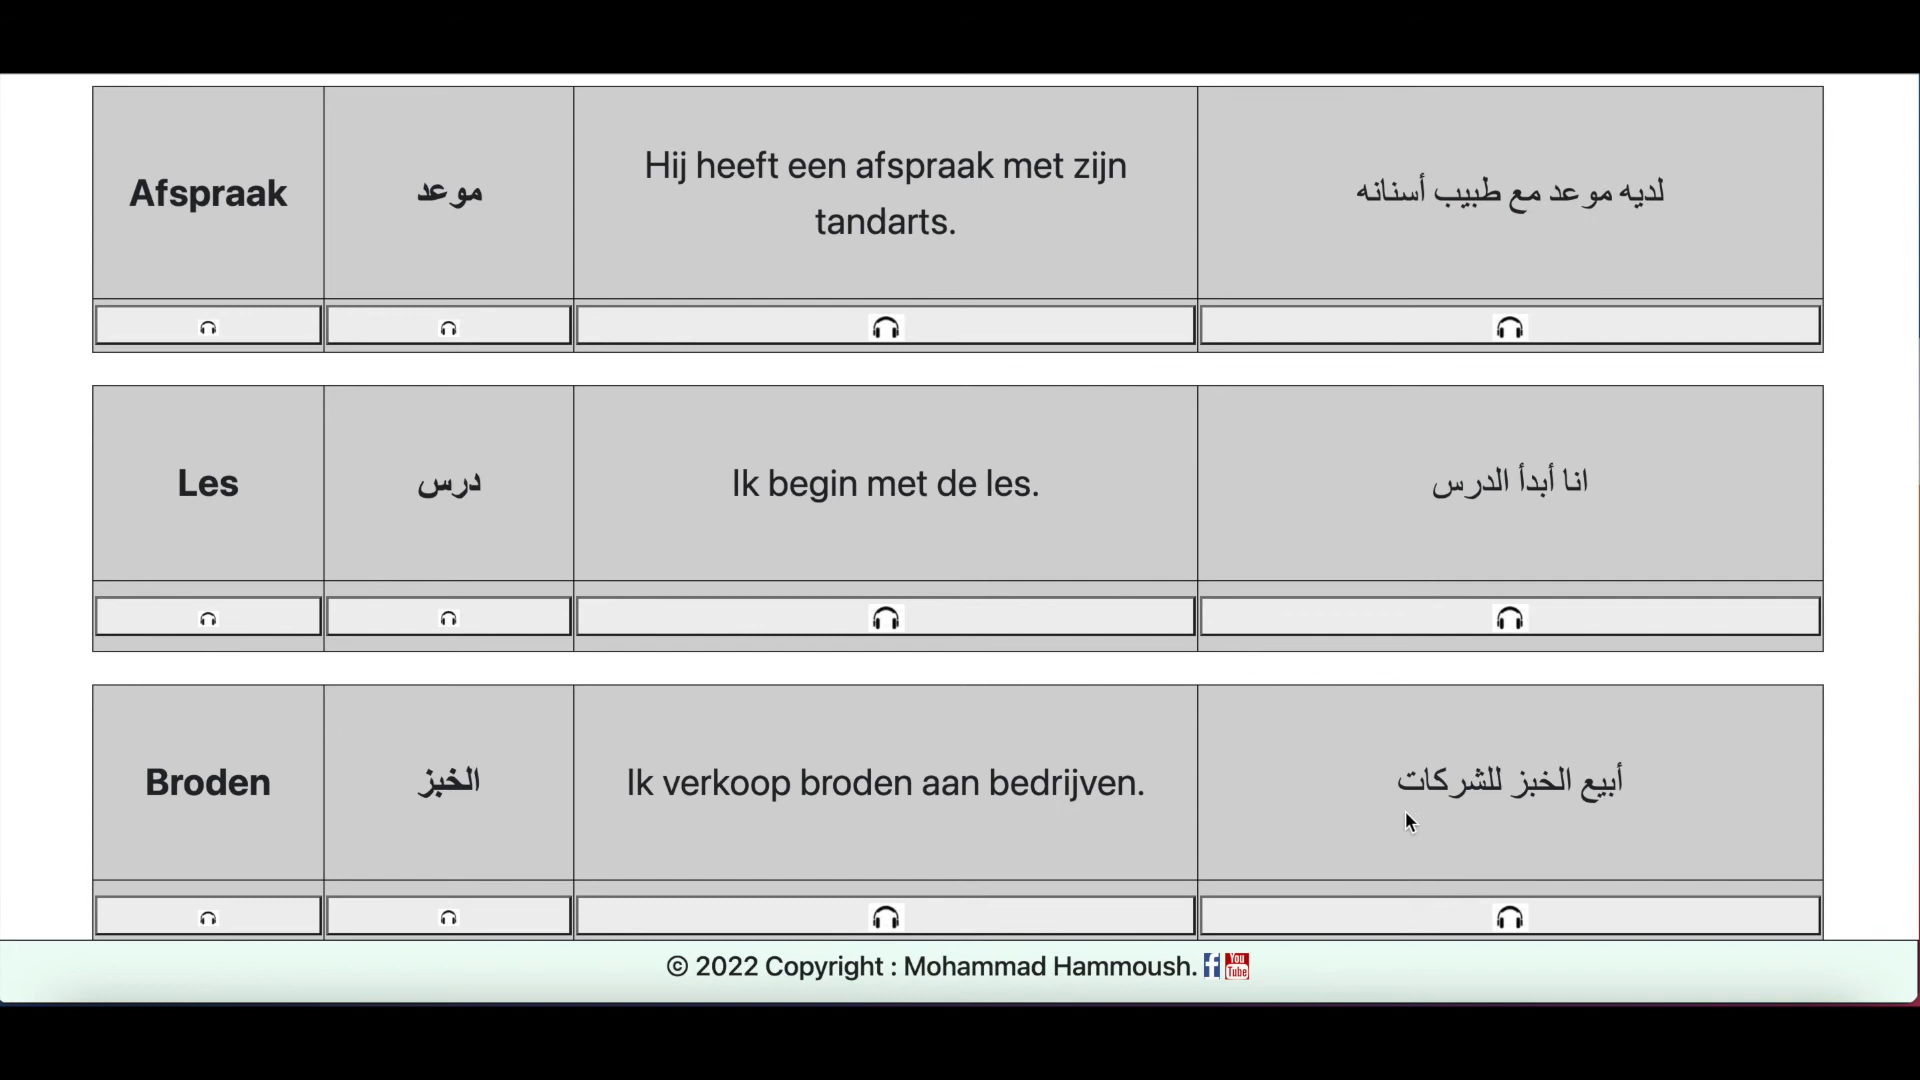 Afspraak
موعد
Hij heeft een afspraak met zijn
tandarts.
لديه موعد مع طبيب أسنانه
Les
درس
Ik begin met de les.
انا أبدأ الدرس
Broden
الخبز
Ik verkoop broden aan bedrijven.
أبيع الخبز للشركات
© 2022 Copyright : Mohammad Hammoush. f You Tube